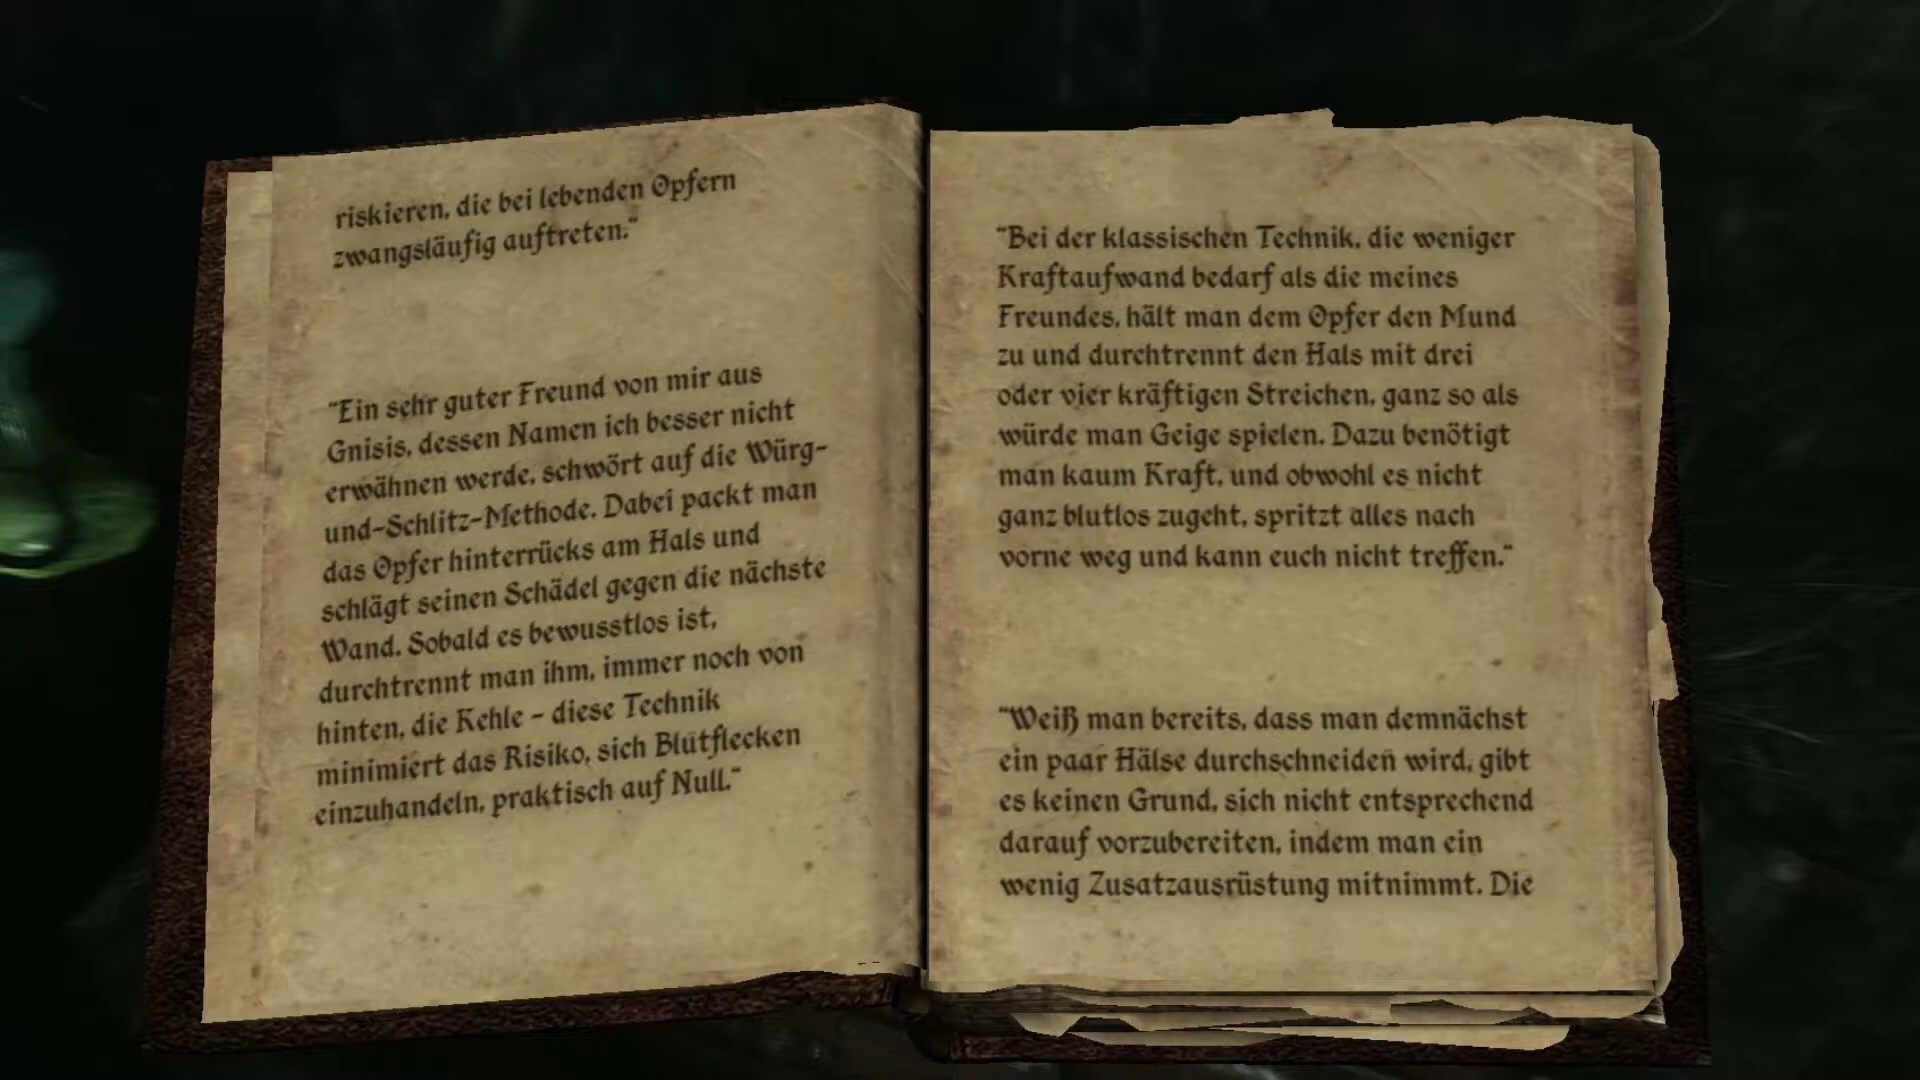 riskieren, die bei lebenden Opfern
zwangsläufig auftreten."
"Ein sehr guter Freund von mir aus
Gnisis, dessen Namen ich besser nicht
erwähnen werde, schwört auf die Würg-
und-Schlitz-Methode. Dabei packt man
das Opfer hinterrücks am Hals und
schlägt seinen Schädel gegen die nächste
Wand. Sobald es bewusstlos ist,
durchtrennt man ihm, immer noch von
hinten, die Kehle - diese Technik
minimiert das Risiko, sich Blutflecken
einzuhandeln, praktisch auf Null."
"Bei der klassischen Technik, die weniger
Kraftaufwand bedarf als die meines
Freundes, hält man dem Opfer den Mund
zu und durchtrennt den Hals mit drei
oder vier kräftigen Streichen, ganz so als
würde man Geige spielen. Dazu benötigt
man kaum Kraft, und obwohl es nicht
ganz blutlos zugeht, spritzt alles nach
vorne weg und kann euch nicht treffen."
"Weiß man bereits, dass man demnächst
ein paar Hälse durchschneiden wird, gibt
es keinen Grund, sich nicht entsprechend
darauf vorzubereiten, indem man ein
wenig Zusatzausrüstung mitnimmt. Die